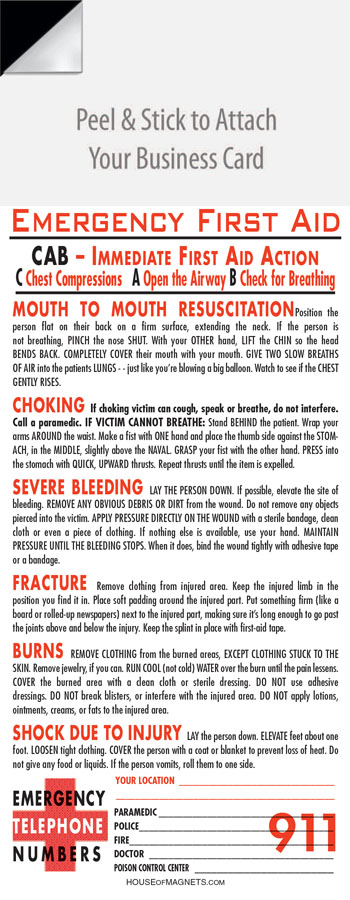 Peel & Stick to Attach
Your Business Card
EMERGENCY FIRST AID
CAB – IMMEDIATE FIRST AID ACTION
C Chest Compressions A Open the Airway B Check for Breathing
MOUTH TO MOUTH RESUSCITATION Position the
person flat on their back on a firm surface, extending the neck. If the person is
not breathing, PINCH the nose SHUT. With your OTHER hand, LIFT the CHIN so the head
BENDS BACK. COMPLETELY COVER their mouth with your mouth. GIVE TWO SLOW BREATHS
OF AIR into the patients LUNGS - - just like you're blowing a big balloon. Watch to see if the CHEST
GENTLY RISES.
CHOKING If choking victim can cough, speak or breathe, do not interfere.
Call a paramedic. IF VICTIM CANNOT BREATHE: Stand BEHIND the patient. Wrap your
arms AROUND the waist. Make a fist with ONE hand and place the thumb side against the STOM-
ACH, in the MIDDLE, slightly above the NAVAL. GRASP your fist with the other hand. PRESS into
the stomach with QUICK, UPWARD thrusts. Repeat thrusts until the item is expelled.
SEVERE BLEEDING LAY THE PERSON DOWN. If possible, elevate the site of
bleeding. REMOVE ANY OBVIOUS DEBRIS OR DIRT from the wound. Do not remove any objects
pierced into the victim. APPLY PRESSURE DIRECTLY ON THE WOUND with a sterile bandage, clean
cloth or even a piece of clothing. If nothing else is available, use your hand. MAINTAIN
PRESSURE UNTIL THE BLEEDING STOPS. When it does, bind the wound tightly with adhesive tape
or a bandage.
FRACTURE Remove clothing from injured area. Keep the injured limb in the
position you find it in. Place soft padding around the injured part. Put something firm (like a
board or rolled-up newspapers) next to the injured part, making sure it's long enough to go past
the joints above and below the injury. Keep the splint in place with first-aid tape.
BURNS REMOVE CLOTHING from the burned areas, EXCEPT CLOTHING STUCK TO THE
SKIN. Remove jewelry, if you can. RUN COOL (not cold) WATER over the burn until the pain lessens.
COVER the burned area with a clean cloth or sterile dressing. DO NOT use adhesive
dressings. DO NOT break blisters, or interfere with the injured area. DO NOT apply lotions,
ointments, creams, or fats to the injured area.
SHOCK DUE TO INJURY LAY the person down. ELEVATE feet about one
foot. LOOSEN tight clothing. COVER the person with a coat or blanket to prevent loss of heat. Do
not give any food or liquids. If the person vomits, roll them to one side.
EMERGENCY
TELEPHONE
NUMBERS
YOUR LOCATION
PARAMEDIC
POLICE
FIRE
DOCTOR
POISON CONTROL CENTER
911
HOUSEOFMAGNETS.COM